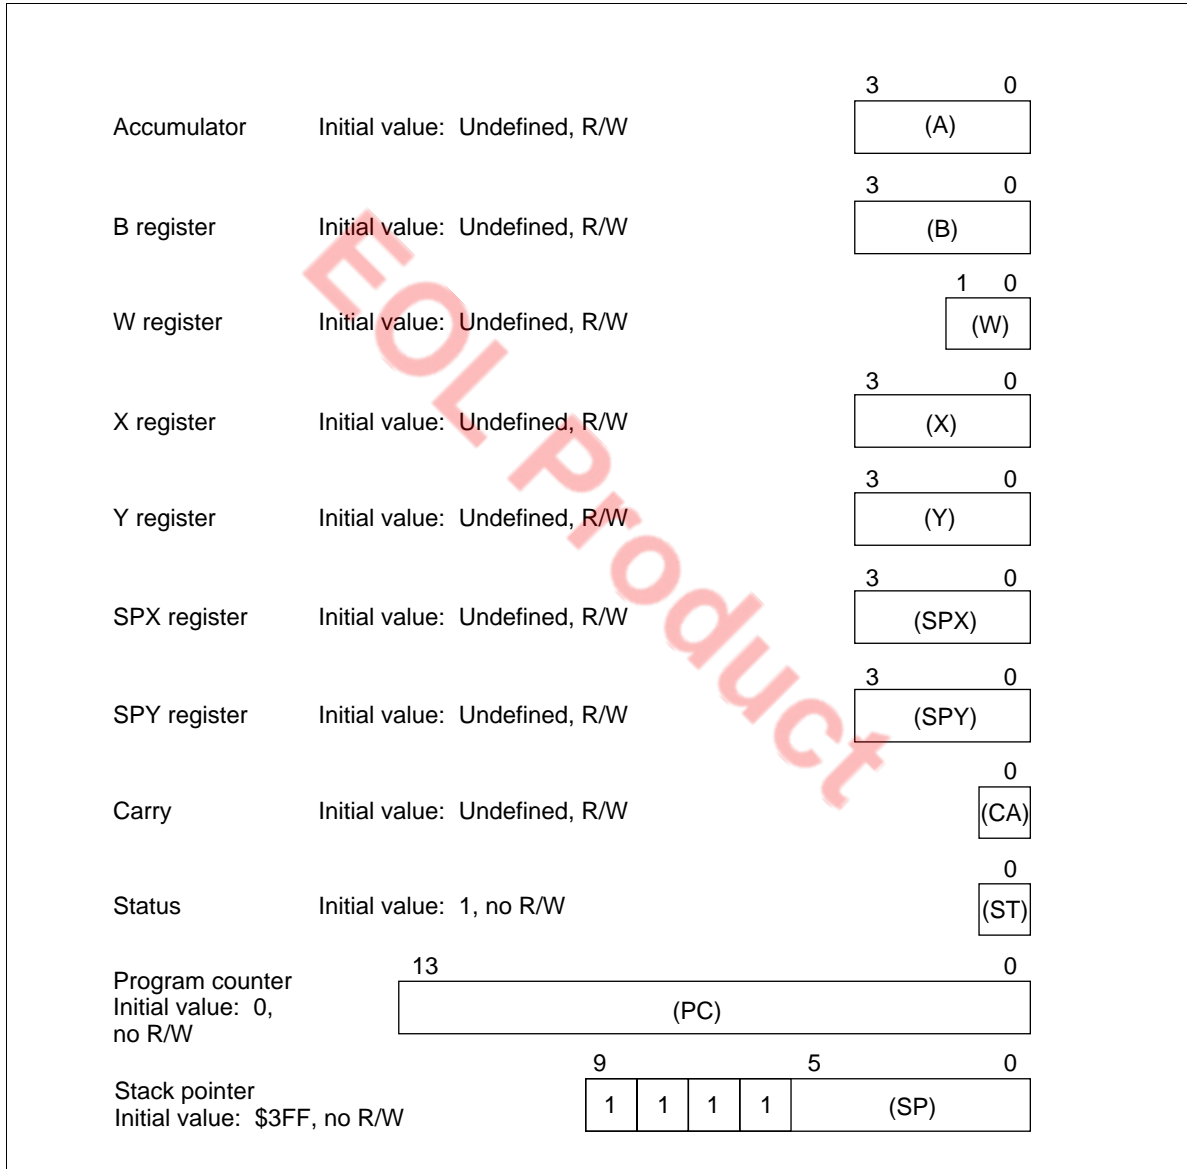 3 0
Accumulator Initial value: Undefined, R/W (A)
3 0
B register Initial value: Undefined, R/W (B)
1 0
W register Initial value: Undefined, R/W (W)
3 0
X register Initial value: Undefined, R/W (X)
3 0
Y register Initial value: Undefined, R/W (Y)
3 0
SPX register Initial value: Undefined, R/W (SPX)
3 0
SPY register Initial value: Undefined, R/W (SPY)
0
Carry Initial value: Undefined, R/W (CA)
0
Status Initial value: 1, no R/W (ST)
13 0
Program counter
Initial value: 0, (PC)
no R/W
9 5 0
Stack pointer
1 1 1 1 (SP)
Initial value: $3FF, no R/W
EOL Product